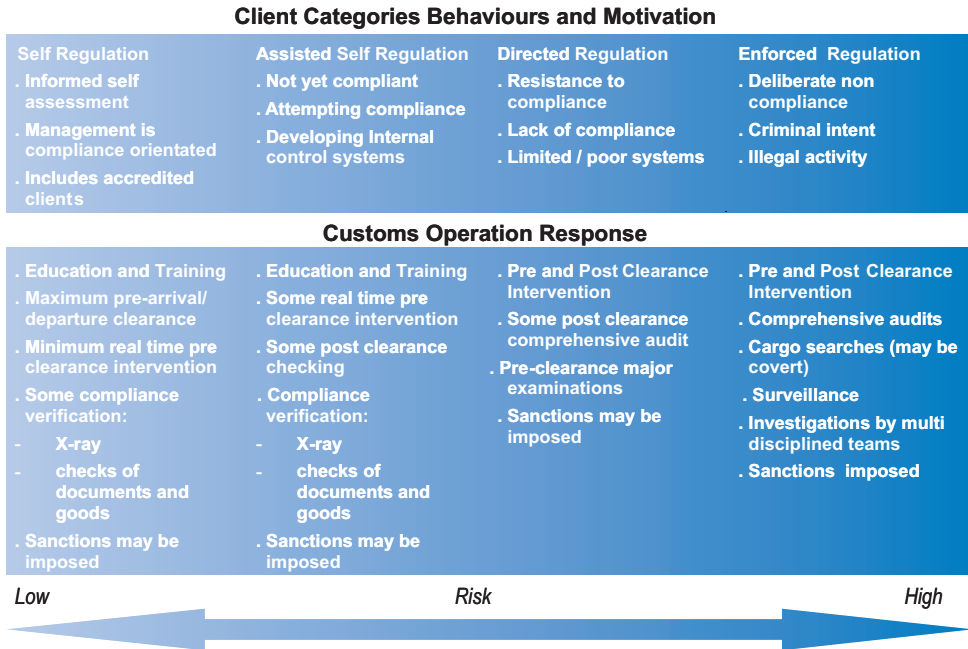 Client Categories Behaviours and Motivation
Self Regulation
. Informed self
assessment
. Management is
compliance orientated
. Includes accredited
clients
Assisted Self Regulation
. Not yet compliant
. Attempting compliance
. Developing Internal
control systems
Directed Regulation
. Resistance to
compliance
. Lack of compliance
. Limited / poor systems
Enforced Regulation
. Deliberate non
compliance
. Criminal intent
. Illegal activity
Customs Operation Response
. Education and Training
. Maximum pre-arrival/
departure clearance
. Minimum real time pre
clearance intervention
. Some compliance
verification:
- X-ray
- checks of
documents and
goods
. Sanctions may be
imposed
. Education and Training
. Some real time pre
clearance intervention
. Some post clearance
checking
. Compliance
verification:
- X-ray
- checks of
documents and
goods
. Sanctions may be
imposed
. Pre and Post Clearance
Intervention
. Some post clearance
comprehensive audit
. Pre-clearance major
examinations
. Sanctions may be
imposed
. Pre and Post Clearance
Intervention
. Comprehensive audits
. Cargo searches (may be
covert)
. Surveillance
. Investigations by multi
disciplined teams
. Sanctions imposed
Low Risk High